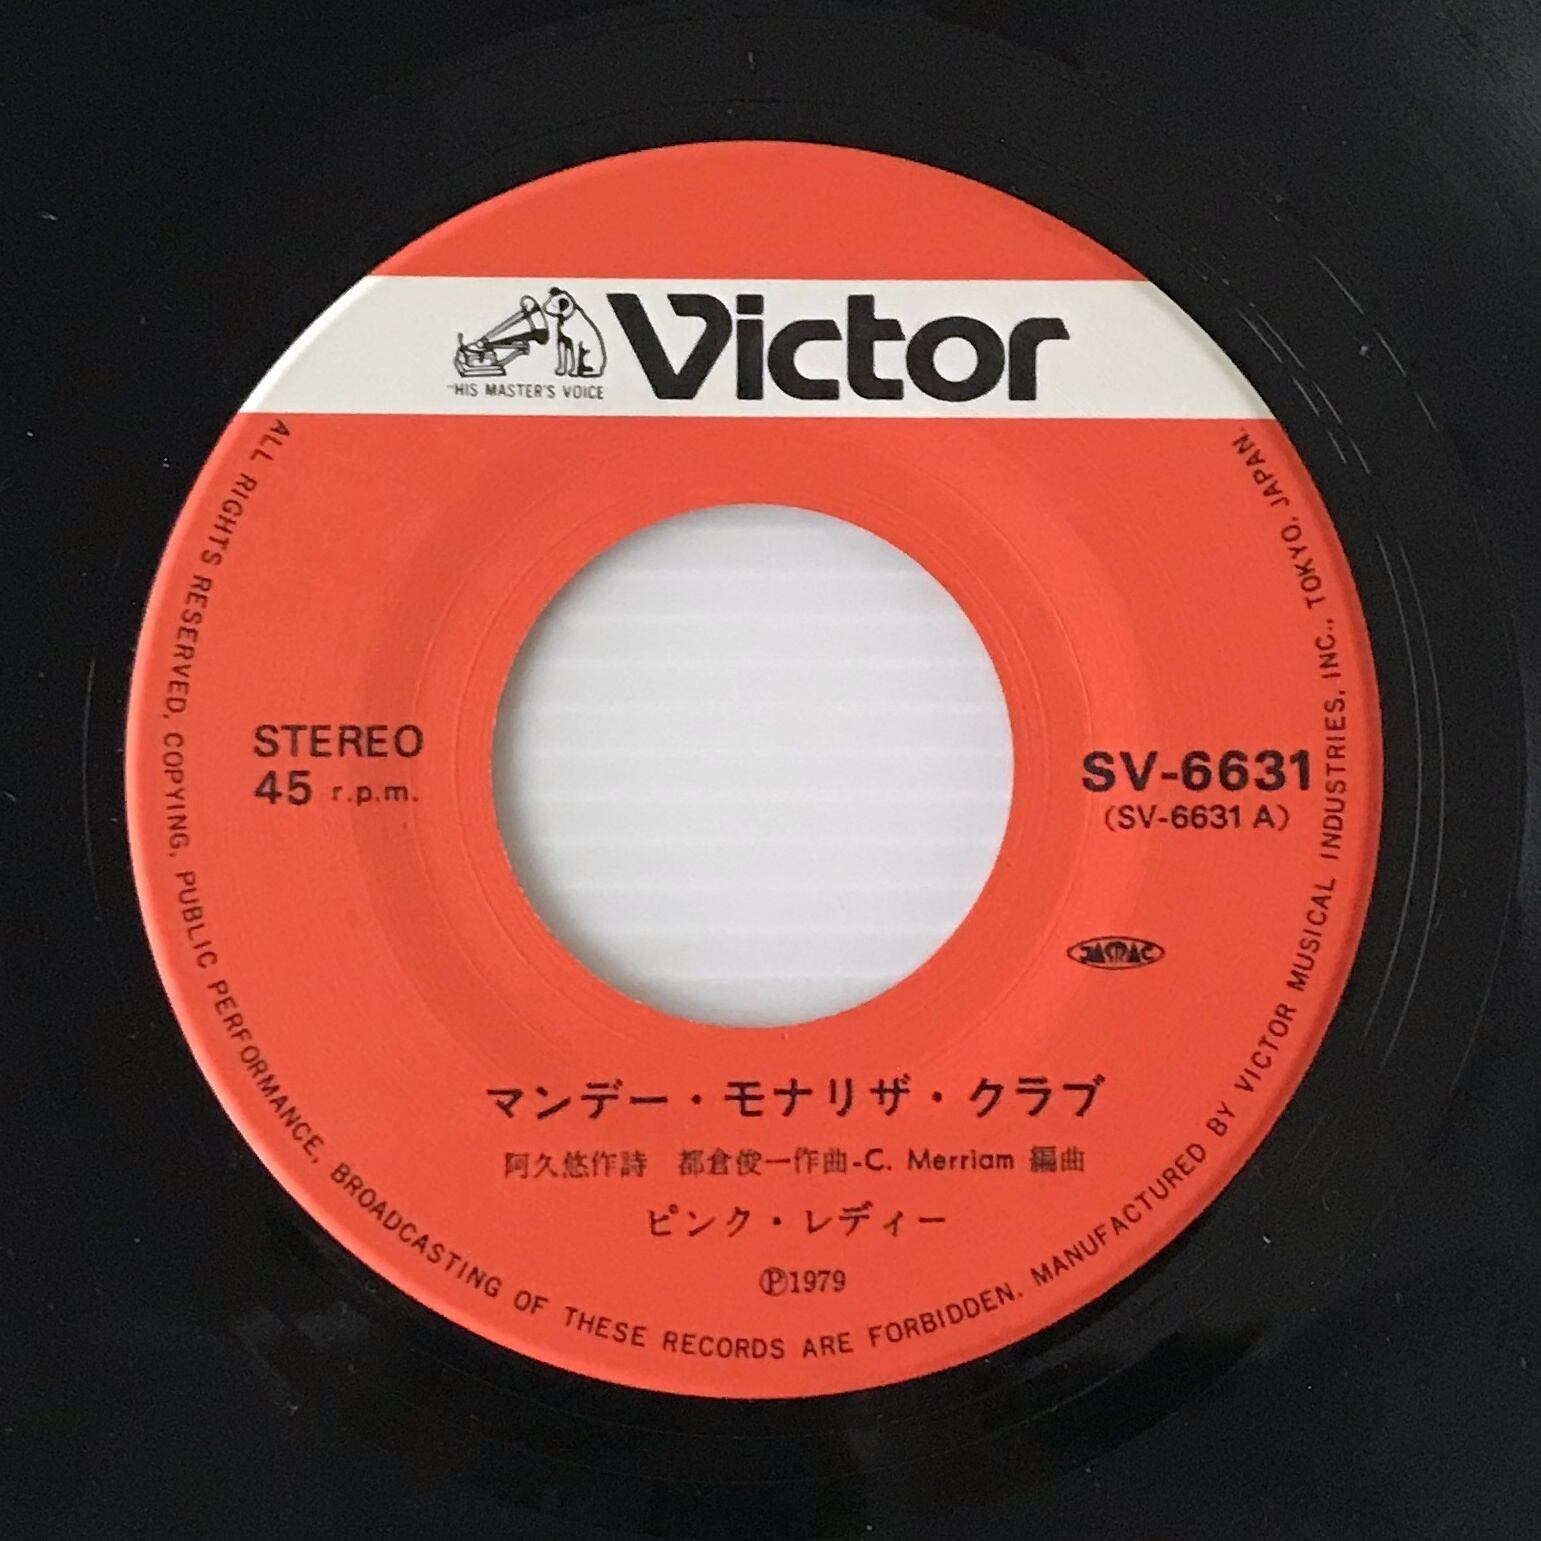 "HIS MASTER'S VOICE
Victor
STEREO
45 r.p.m.
SV-6631
(SV-6631 A)
JASRAC
マンデー・モナリザ・クラブ
阿久悠作詩　都倉俊一作曲-C. Merriam 編曲
ピンク・レディー
Ⓟ1979
ALL RIGHTS RESERVED. COPYING, PUBLIC PERFORMANCE, BROADCASTING OF THESE RECORDS ARE FORBIDDEN. MANUFACTURED BY VICTOR MUSICAL INDUSTRIES, INC., TOKYO, JAPAN.